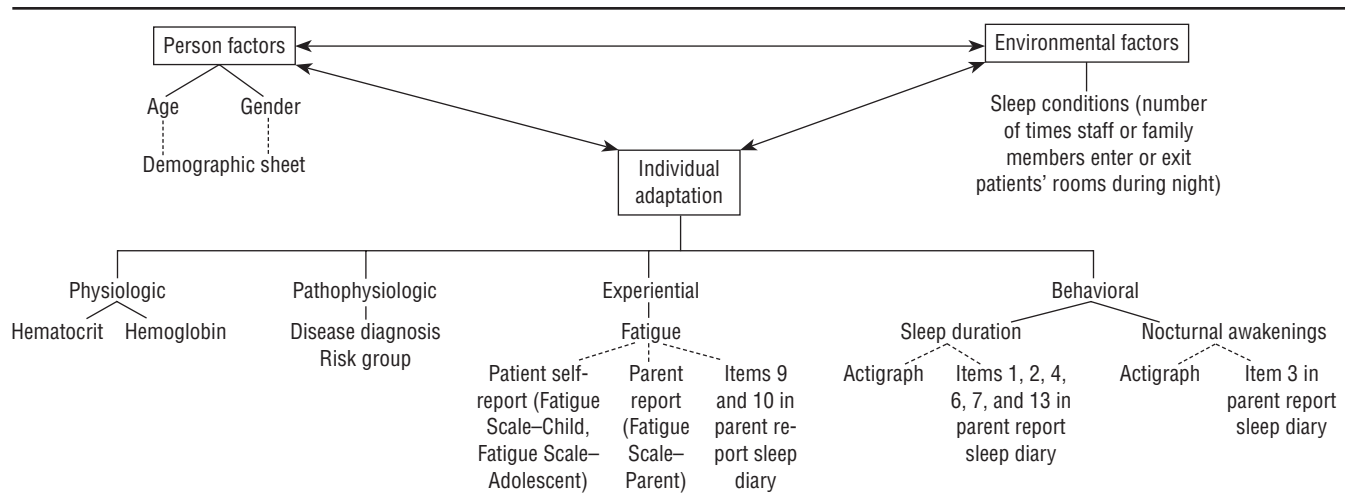 Person factors
Environmental factors
Age
Gender
Demographic sheet
Sleep conditions (number
of times staff or family
members enter or exit
patients' rooms during night)
Individual
adaptation
Physiologic
Pathophysiologic
Experiential
Behavioral
Hematocrit
Hemoglobin
Disease diagnosis
Risk group
Fatigue
Sleep duration
Nocturnal awakenings
Patient self-
report (Fatigue
Scale–Child,
Fatigue Scale–
Adolescent)
Parent
report
(Fatigue
Scale–
Parent)
Items 9
and 10 in
parent re-
port sleep
diary
Actigraph
Items 1, 2, 4,
6, 7, and 13 in
parent report
sleep diary
Actigraph
Item 3 in
parent report
sleep diary